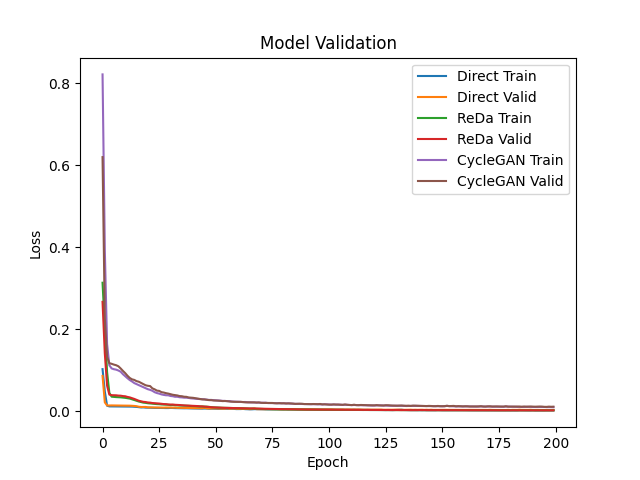 Model Validation
Direct Train
Direct Valid
ReDa Train
ReDa Valid
CycleGAN Train
CycleGAN Valid
Loss
0.8
0.6
0.4
0.2
0.0
0 25 50 75 100 125 150 175 200
Epoch